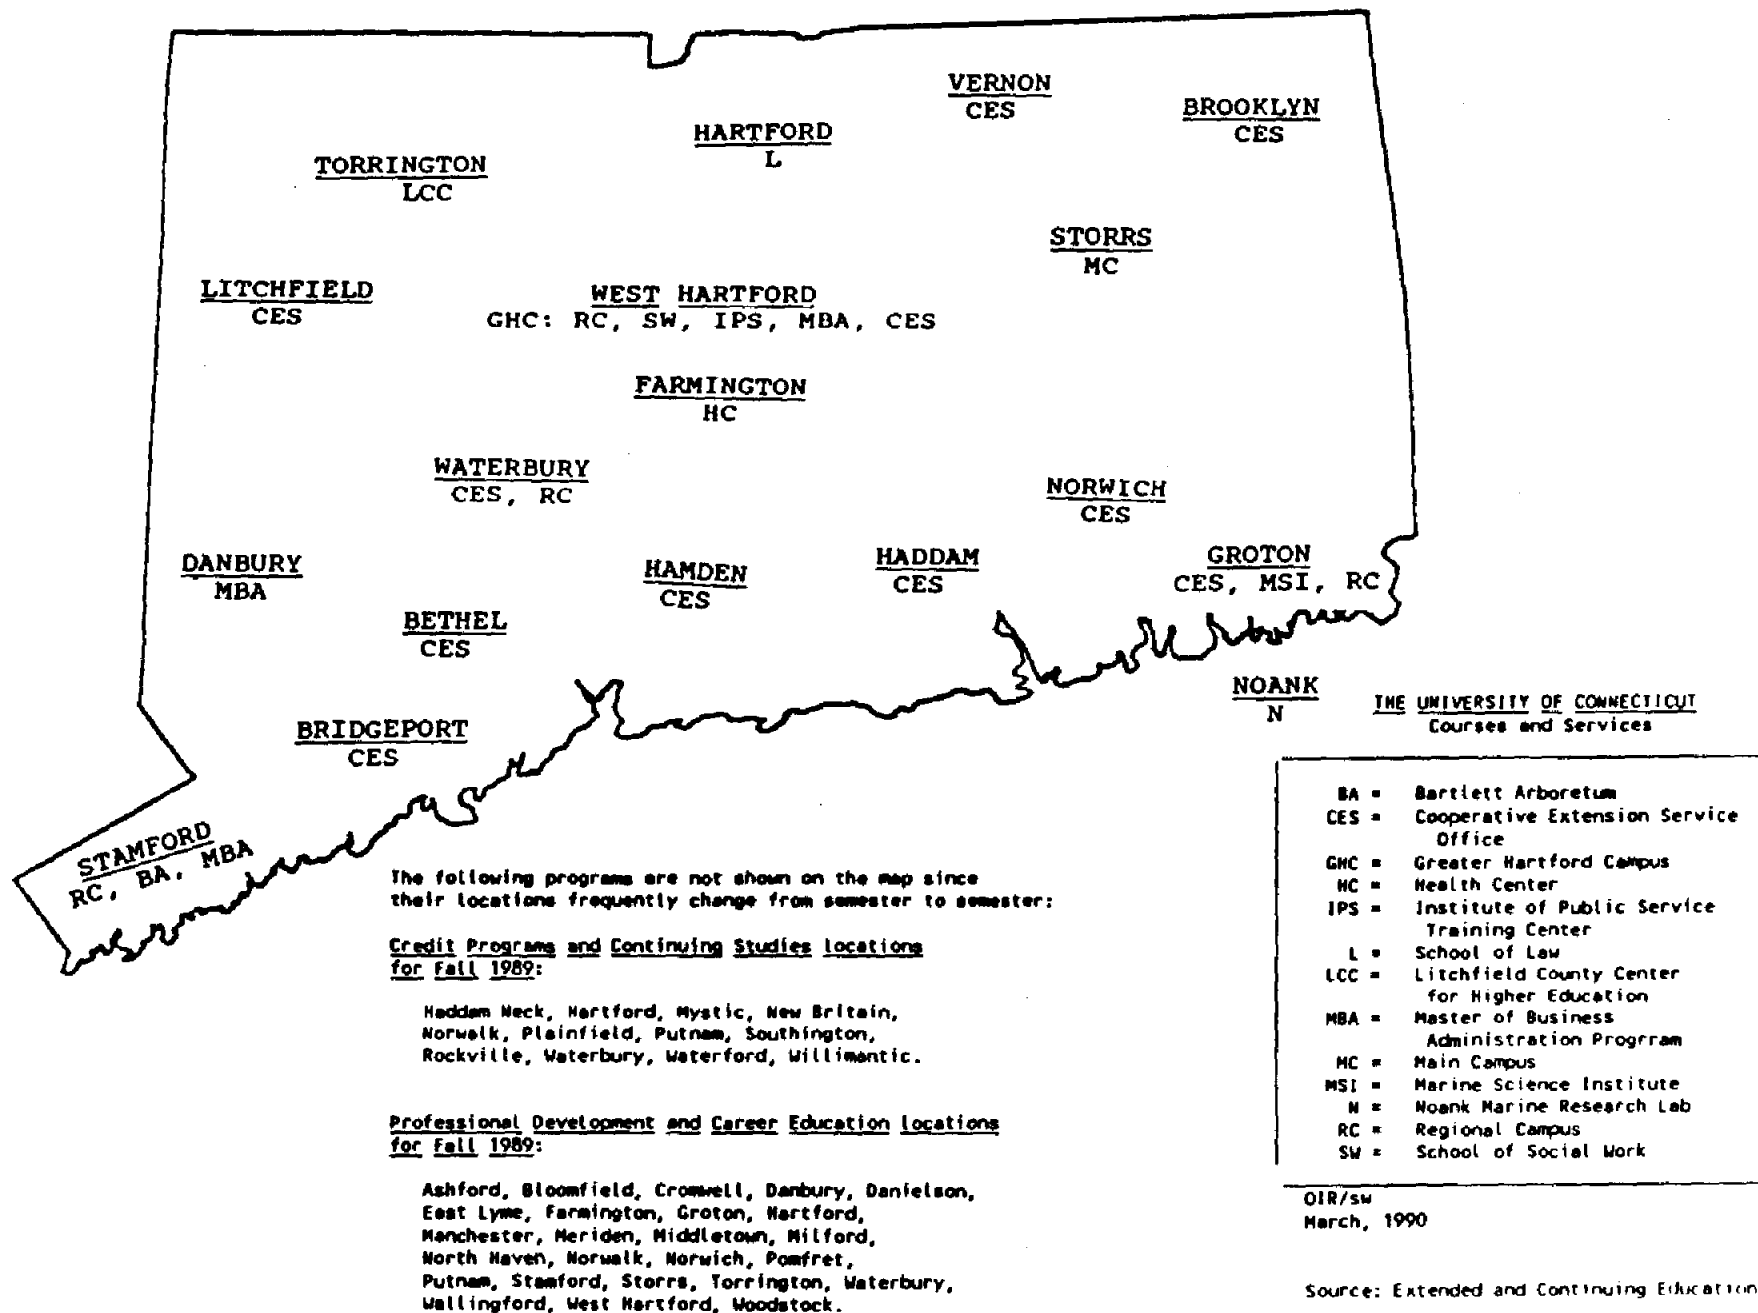 VERNON
CES
BROOKLYN
CES
HARTFORD
L
TORRINGTON
LCC
STORRS
MC
LITCHFIELD
CES
WEST HARTFORD
GHC: RC, SW, IPS, MBA, CES
FARMINGTON
HC
WATERBURY
CES, RC
NORWICH
CES
DANBURY
MBA
HAMDEN
CES
HADDAM
CES
GROTON
CES, MSI, RC
BETHEL
CES
NOANK
N
BRIDGEPORT
CES
STAMFORD
RC, BA, MBA
THE UNIVERSITY OF CONNECTICUT
Courses and Services
BA = Bartlett Arboretum
CES = Cooperative Extension Service
Office
GHC = Greater Hartford Campus
HC = Health Center
IPS = Institute of Public Service
Training Center
L = School of Law
LCC = Litchfield County Center
for Higher Education
MBA = Master of Business
Administration Progrram
MC = Main Campus
MSI = Marine Science Institute
N = Noank Marine Research Lab
RC = Regional Campus
SW = School of Social Work
OIR/sw
March, 1990
Source: Extended and Continuing Education
The following programs are not shown on the map since
their locations frequently change from semester to semester:
Credit Programs and Continuing Studies locations
for Fall 1989:
Haddam Neck, Hartford, Mystic, New Britain,
Norwalk, Plainfield, Putnam, Southington,
Rockville, Waterbury, Waterford, Willimantic.
Professional Development and Career Education locations
for Fall 1989:
Ashford, Bloomfield, Cromwell, Danbury, Danielson,
East Lyme, Farmington, Groton, Hartford,
Manchester, Meriden, Middletown, Milford,
North Haven, Norwalk, Norwich, Pomfret,
Putnam, Stamford, Storrs, Torrington, Waterbury,
Wallingford, West Hartford, Woodstock.